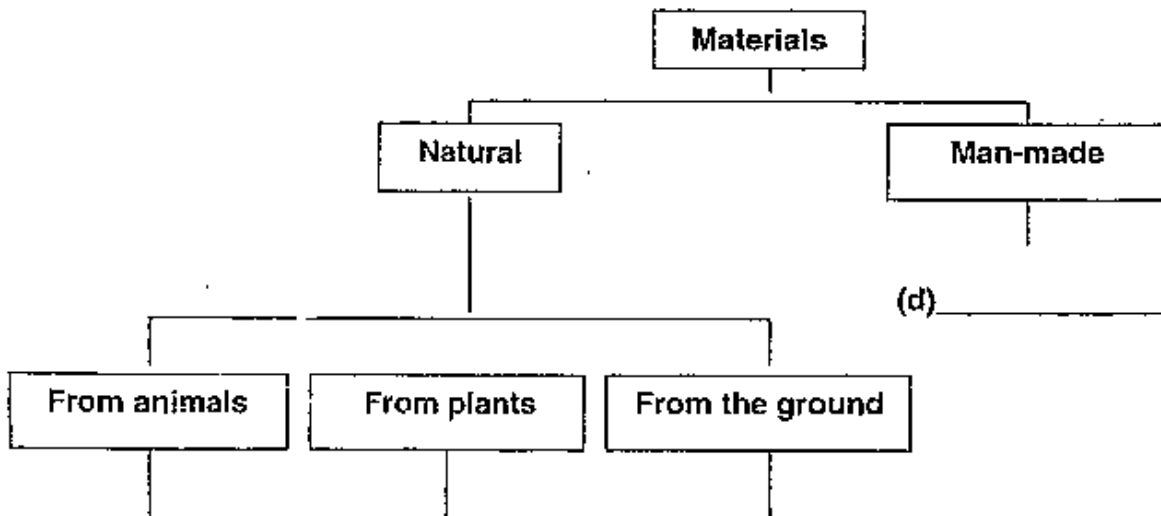 Materials
Natural
Man-made
(d)
From animals
From plants
From the ground